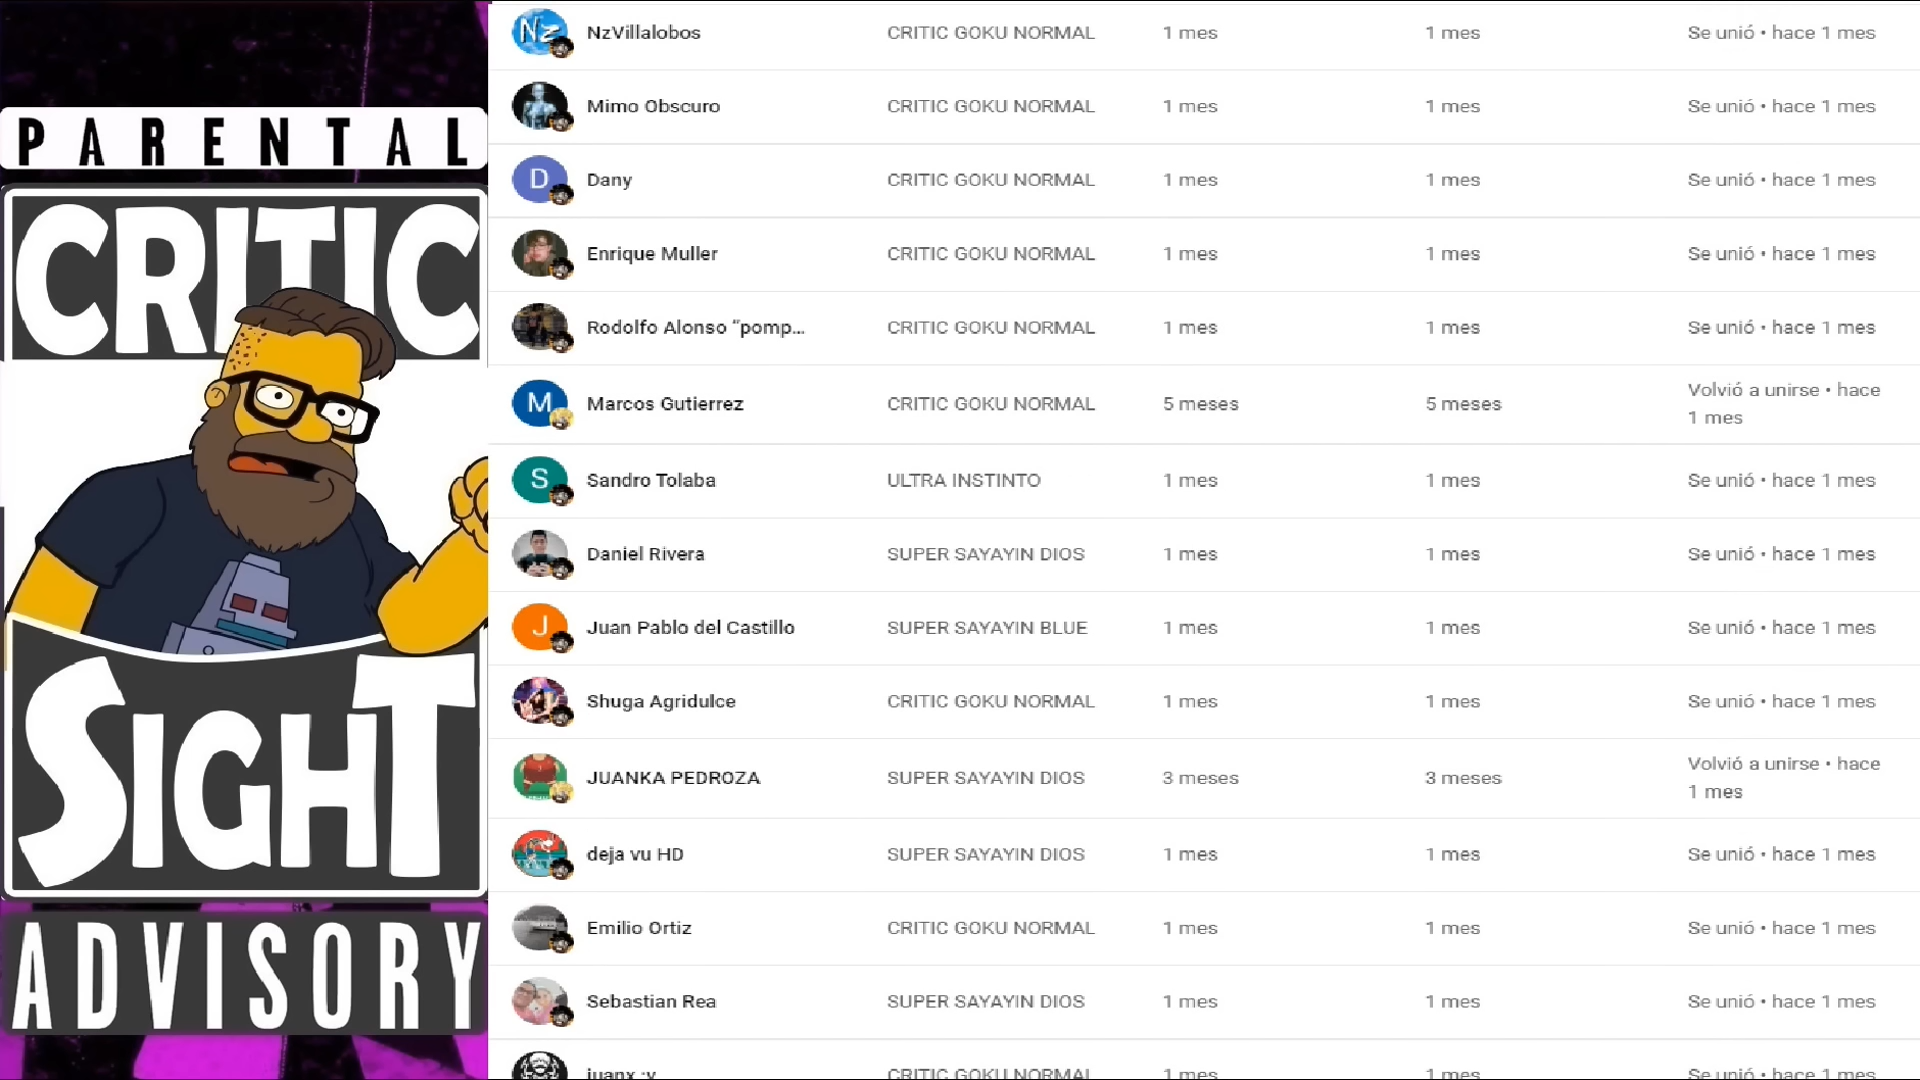 PARENTAL
CRITIC
SIGHT
ADVISORY
Nz NzVillalobos CRITIC GOKU NORMAL 1 mes 1 mes Se unió • hace 1 mes
Mimo Obscuro CRITIC GOKU NORMAL 1 mes 1 mes Se unió • hace 1 mes
D Dany CRITIC GOKU NORMAL 1 mes 1 mes Se unió • hace 1 mes
Enrique Muller CRITIC GOKU NORMAL 1 mes 1 mes Se unió • hace 1 mes
Rodolfo Alonso "pomp... CRITIC GOKU NORMAL 1 mes 1 mes Se unió • hace 1 mes
M Marcos Gutierrez CRITIC GOKU NORMAL 5 meses 5 meses Volvió a unirse • hace
1 mes
S Sandro Tolaba ULTRA INSTINTO 1 mes 1 mes Se unió • hace 1 mes
Daniel Rivera SUPER SAYAYIN DIOS 1 mes 1 mes Se unió • hace 1 mes
J Juan Pablo del Castillo SUPER SAYAYIN BLUE 1 mes 1 mes Se unió • hace 1 mes
Shuga Agridulce CRITIC GOKU NORMAL 1 mes 1 mes Se unió • hace 1 mes
JUANKA PEDROZA SUPER SAYAYIN DIOS 3 meses 3 meses Volvió a unirse • hace
1 mes
deja vu HD SUPER SAYAYIN DIOS 1 mes 1 mes Se unió • hace 1 mes
Emilio Ortiz CRITIC GOKU NORMAL 1 mes 1 mes Se unió • hace 1 mes
Sebastian Rea SUPER SAYAYIN DIOS 1 mes 1 mes Se unió • hace 1 mes
juanx :v CRITIC GOKU NORMAL 1 mes 1 mes Se unió • hace 1 mes